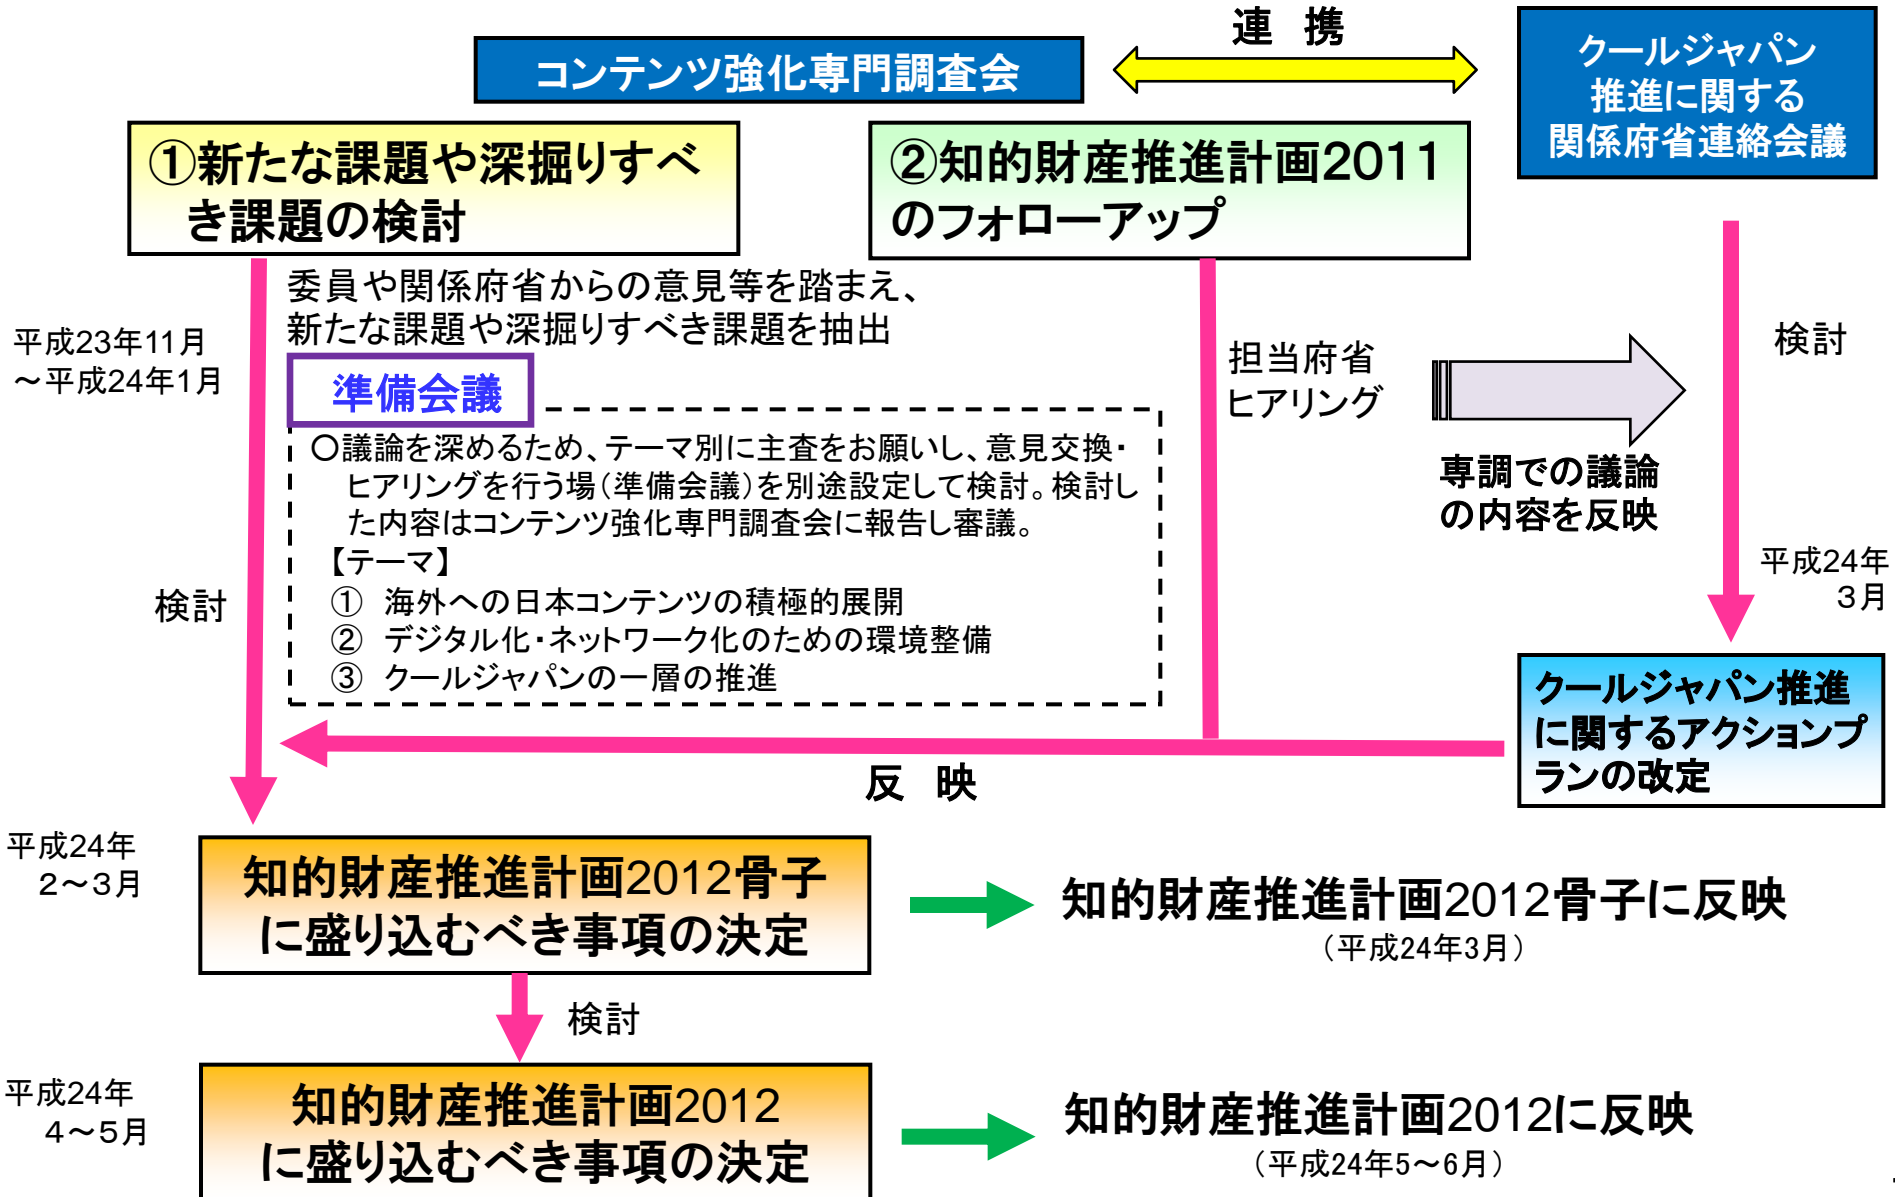 連　携
コンテンツ強化専門調査会
クールジャパン
推進に関する
関係府省連絡会議
①新たな課題や深掘りすべ
き課題の検討
②知的財産推進計画2011
のフォローアップ
委員や関係府省からの意見等を踏まえ、
新たな課題や深掘りすべき課題を抽出
平成23年11月
～平成24年1月
準備会議
○議論を深めるため、テーマ別に主査をお願いし、意見交換・
ヒアリングを行う場（準備会議）を別途設定して検討。検討し
た内容はコンテンツ強化専門調査会に報告し審議。
【テーマ】
①　海外への日本コンテンツの積極的展開
②　デジタル化・ネットワーク化のための環境整備
③　クールジャパンの一層の推進
検討
担当府省
ヒアリング
専調での議論
の内容を反映
検討
平成24年
３月
クールジャパン推進
に関するアクションプ
ランの改定
反　映
平成24年
２～３月
知的財産推進計画2012骨子
に盛り込むべき事項の決定
知的財産推進計画2012骨子に反映
（平成24年3月）
検討
平成24年
４～５月
知的財産推進計画2012
に盛り込むべき事項の決定
知的財産推進計画2012に反映
（平成24年5～6月）